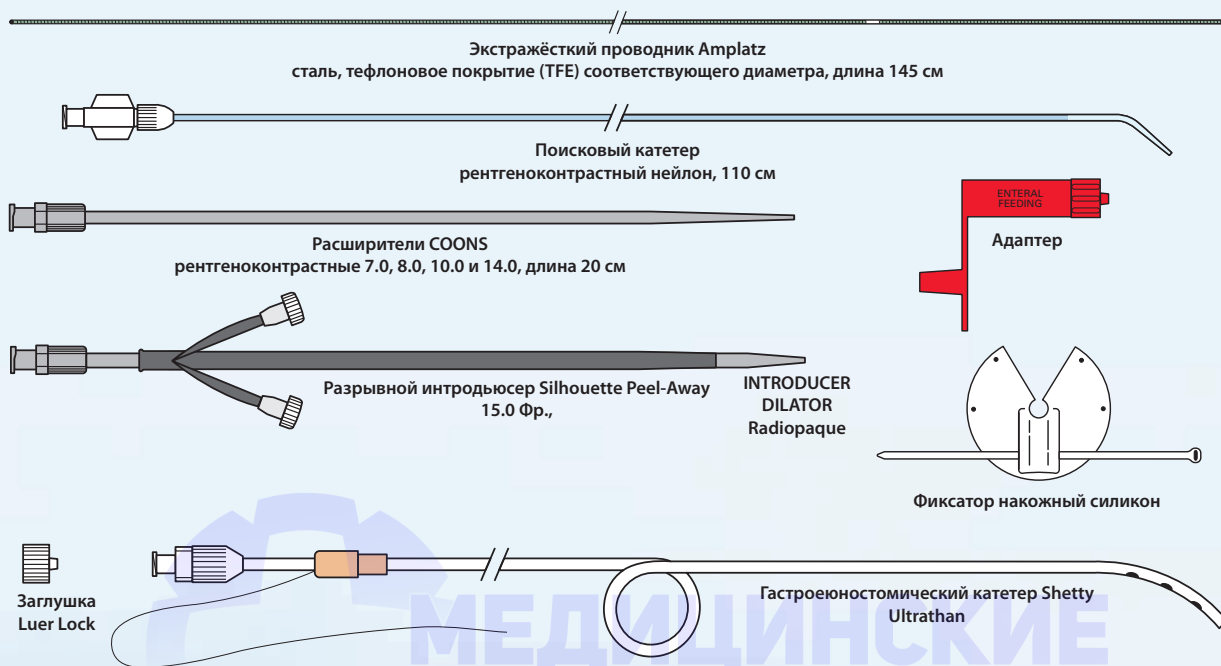 Экстражёсткий проводник Amplatz
сталь, тефлоновое покрытие (TFE) соответствующего диаметра, длина 145 см
Поисковый катетер
рентгеноконтрастный нейлон, 110 см
ENTERAL
FEEDING
Адаптер
Расширители COONS
рентгеноконтрастные 7.0, 8.0, 10.0 и 14.0, длина 20 см
Разрывной интродьюсер Silhouette Peel-Away
15.0 Фр.,
INTRODUCER
DILATOR
Radiopaque
Фиксатор накожный силикон
Заглушка
Luer Lock
Гастроеюностомический катетер Shetty
Ultrathan
МЕДИЦИНСКИЕ